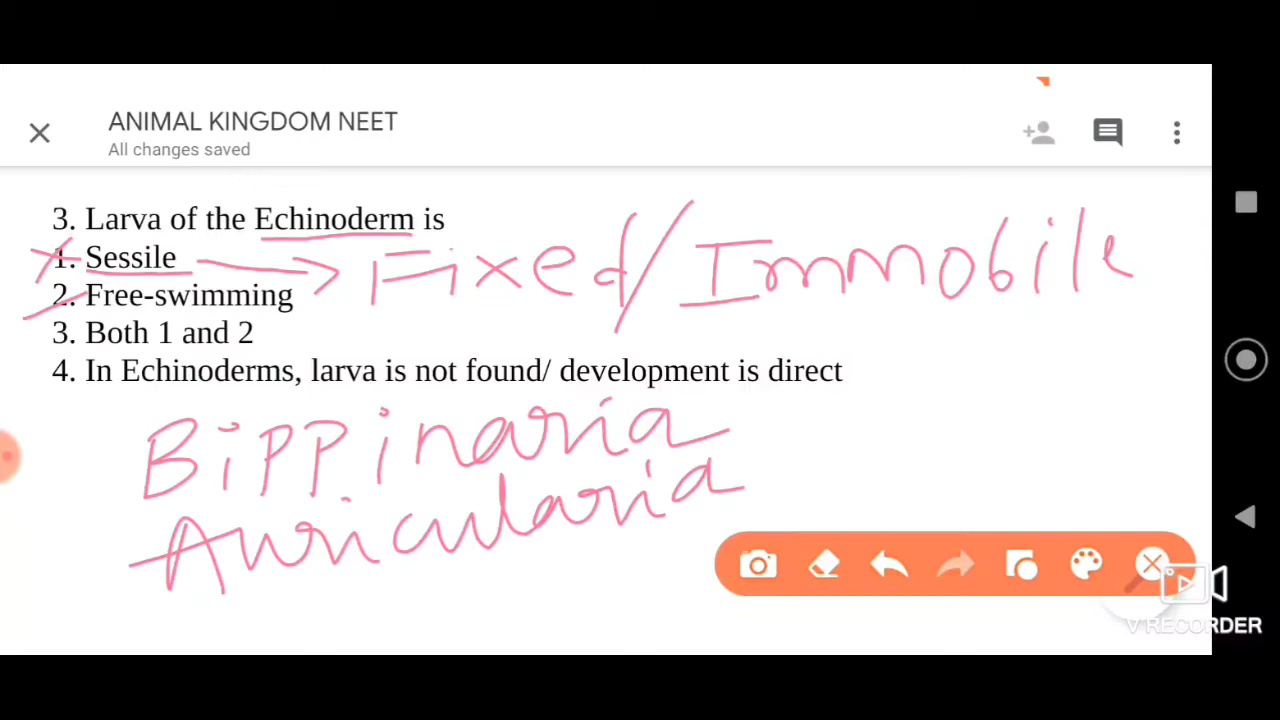 ANIMAL KINGDOM NEET
All changes saved
3. Larva of the Echinoderm is
1. Sessile Fixed/Immobile
2. Free-swimming
3. Both 1 and 2
4. In Echinoderms, larva is not found/ development is direct
Bippinaria
Auricularia
V RECORDER